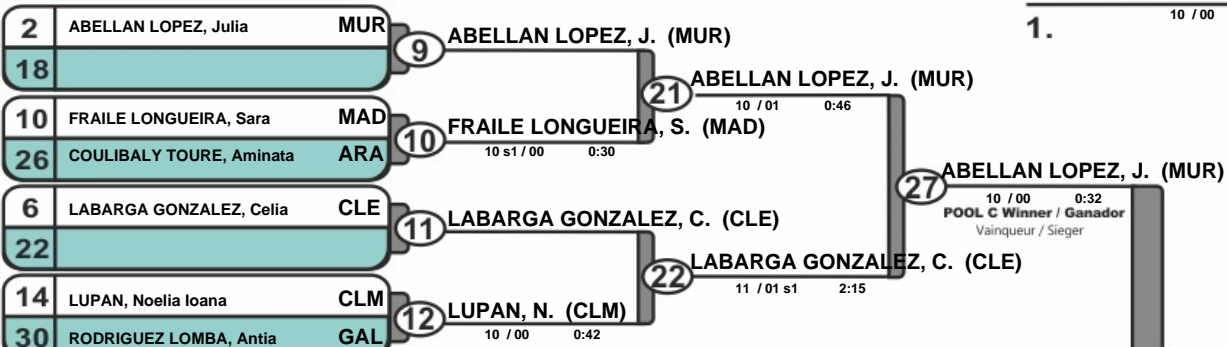 10 / 00
1.
2 ABELLAN LOPEZ, Julia MUR
18
9 ABELLAN LOPEZ, J. (MUR)
21 ABELLAN LOPEZ, J. (MUR)
10 / 01 0:46
10 FRAILE LONGUEIRA, Sara MAD
26 COULIBALY TOURE, Aminata ARA
10 FRAILE LONGUEIRA, S. (MAD)
10 s1 / 00 0:30
27 ABELLAN LOPEZ, J. (MUR)
10 / 00 0:32
POOL C Winner / Ganador
Vainqueur / Sieger
6 LABARGA GONZALEZ, Celia CLE
22
11 LABARGA GONZALEZ, C. (CLE)
22 LABARGA GONZALEZ, C. (CLE)
11 / 01 s1 2:15
14 LUPAN, Noelia Ioana CLM
30 RODRIGUEZ LOMBA, Antia GAL
12 LUPAN, N. (CLM)
10 / 00 0:42